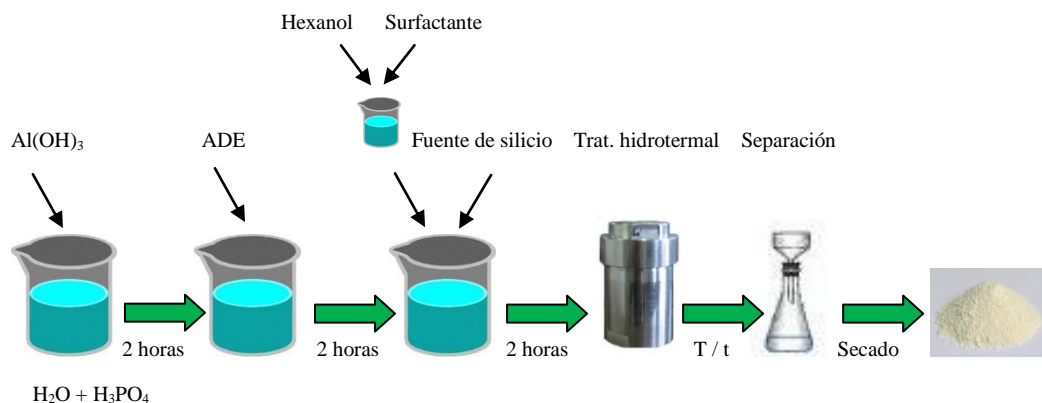 Hexanol Surfactante
Al(OH)₃ ADE Fuente de silicio Trat. hidrotermal Separación
2 horas 2 horas 2 horas T / t Secado
H₂O + H₃PO₄